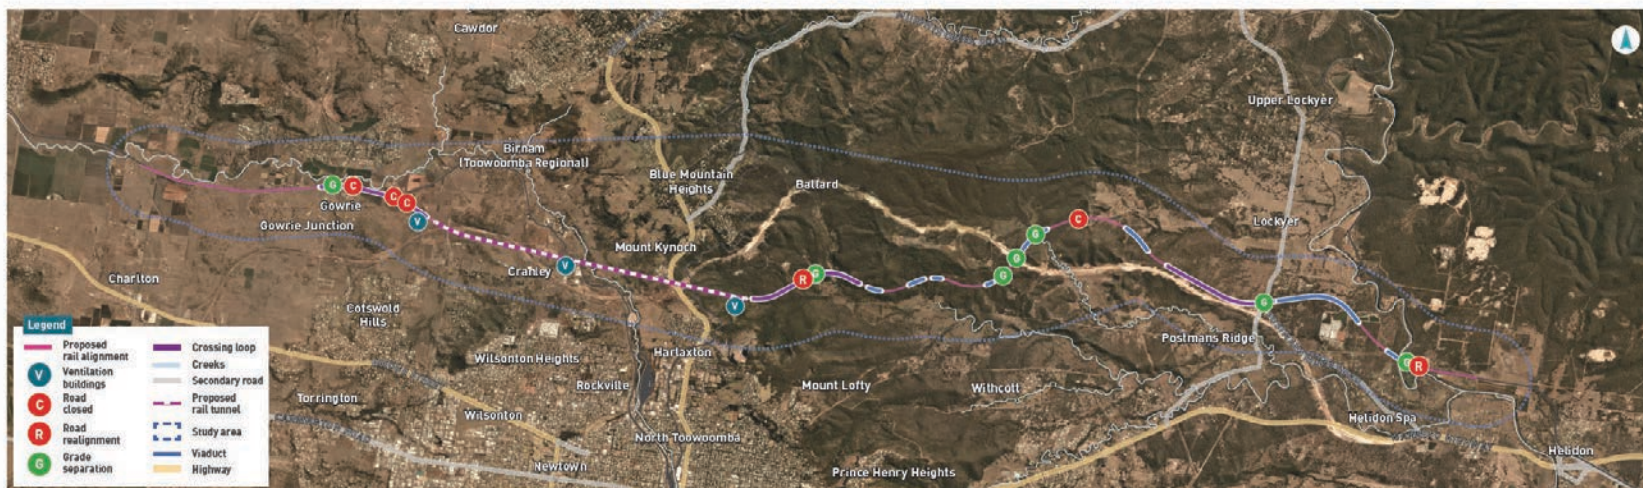 Cawdor
Upper Lockyer
Birnam
(Toowoomba Regional)
Blue Mountain
Heights
Ballard
G
C
C
C
V
Gowrie
Gowrie Junction
G
C
Lockyer
Mount Kynoch
G
V
Cranley
Charlton
R
G
G
V
G
Cotswold
Hills
Postmans Ridge
Harlaxton
Wilsonton Heights
G
R
Rockville
Mount Lofty
Withcott
Torrington
Wilsonton
Helidon Spa
North Toowoomba
Newtown
Prince Henry Heights
Helidon
Legend
Proposed
rail alignment
V
Ventilation
buildings
C
Road
closed
R
Road
realignment
G
Grade
separation
Crossing loop
Creeks
Secondary road
Proposed
rail tunnel
Study area
Viaduct
Highway